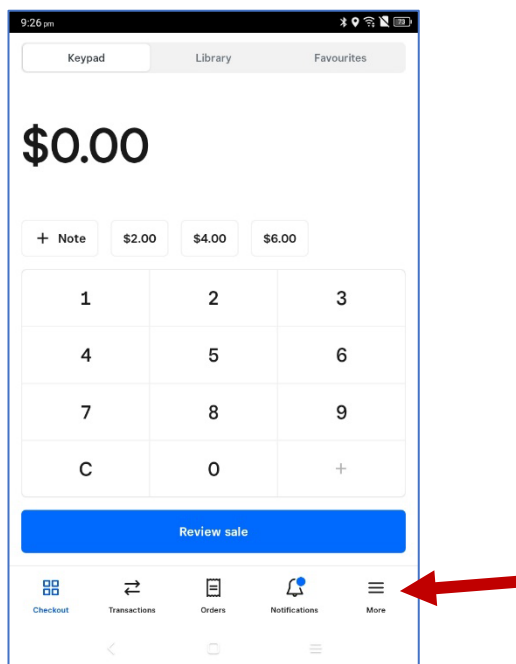 9:26 pm 73
Keypad Library Favourites
$0.00
+ Note $2.00 $4.00 $6.00
1 2 3
4 5 6
7 8 9
C 0 +
Review sale
Checkout Transactions Orders Notifications More